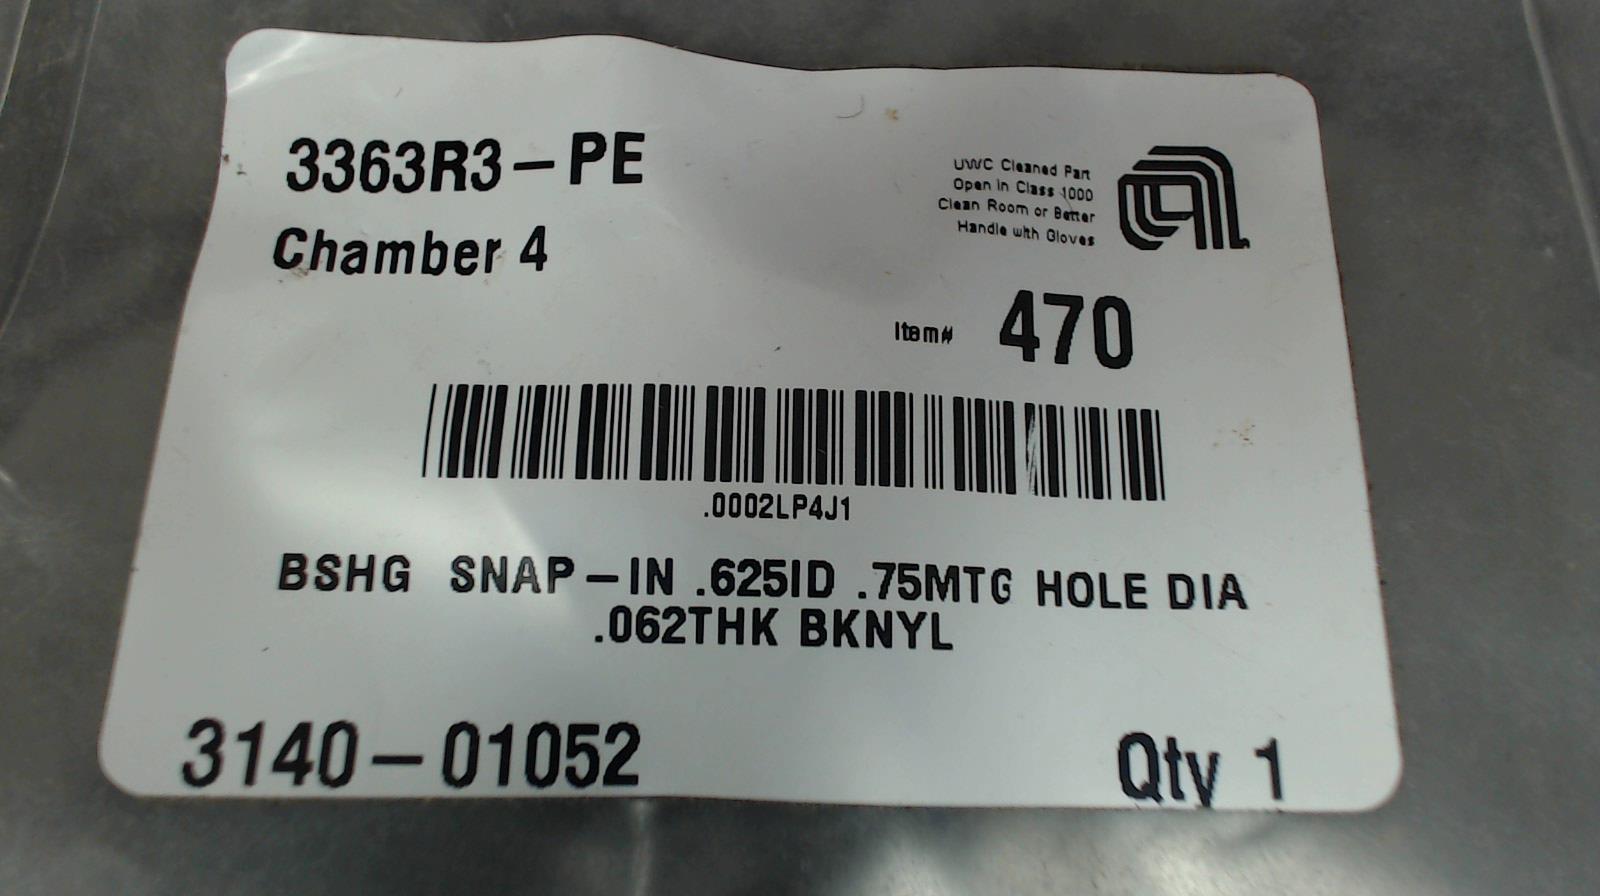 3363R3-PE
Chamber 4
UWC Cleaned Part
Open in Class 1000
Clean Room or Better
Handle with Gloves
Item# 470
.0002LP4J1
BSHG SNAP-IN .625ID .75MTG HOLE DIA
.062THK BKNYL
3140-01052
Qty 1